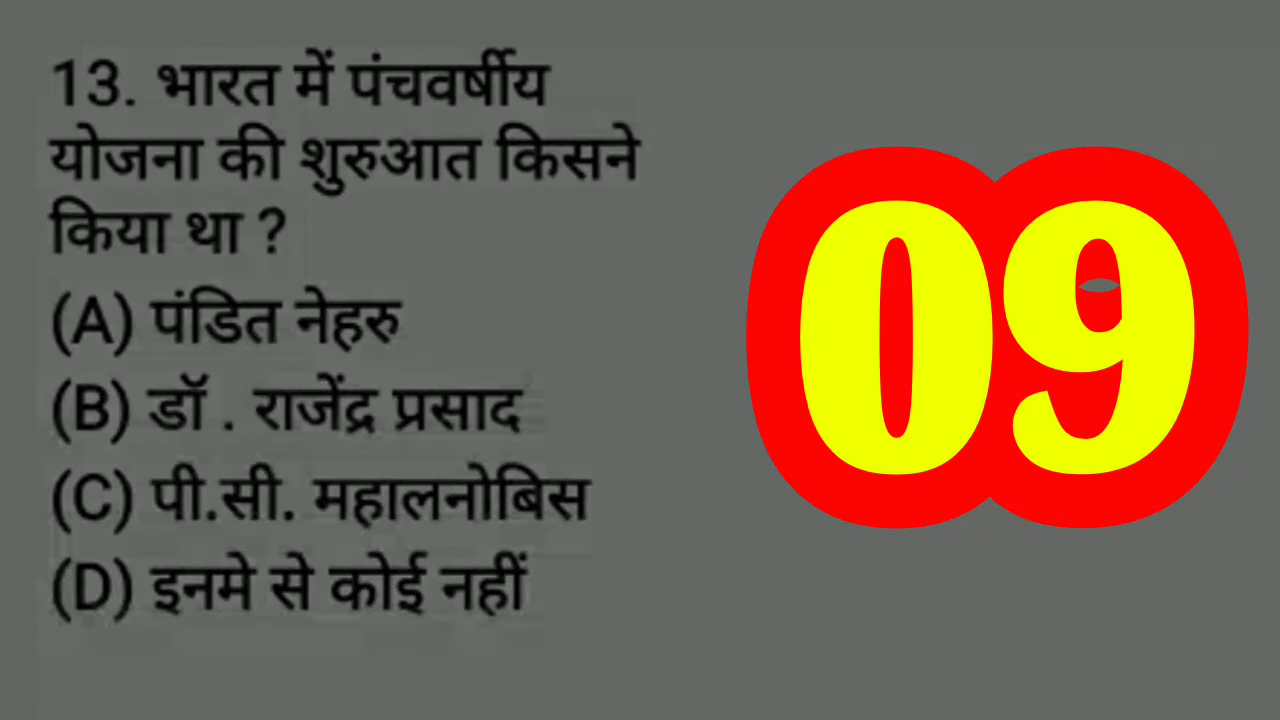 13. भारत में पंचवर्षीय
योजना की शुरुआत किसने
किया था ?
(A) पंडित नेहरु
(B) डॉ . राजेंद्र प्रसाद
(C) पी.सी. महालनोबिस
(D) इनमे से कोई नहीं
09